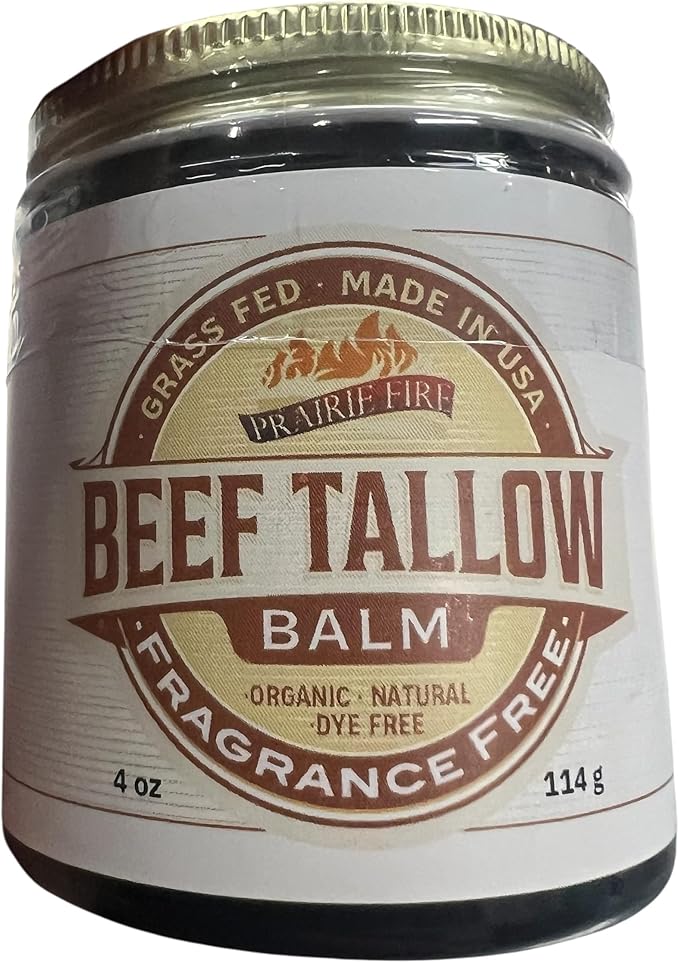 GRASS FED · MADE IN USA
PRAIRIE FIRE
BEEF TALLOW
BALM
·ORGANIC · NATURAL
·DYE FREE
·FRAGRANCE FREE·
4 oz
114 g